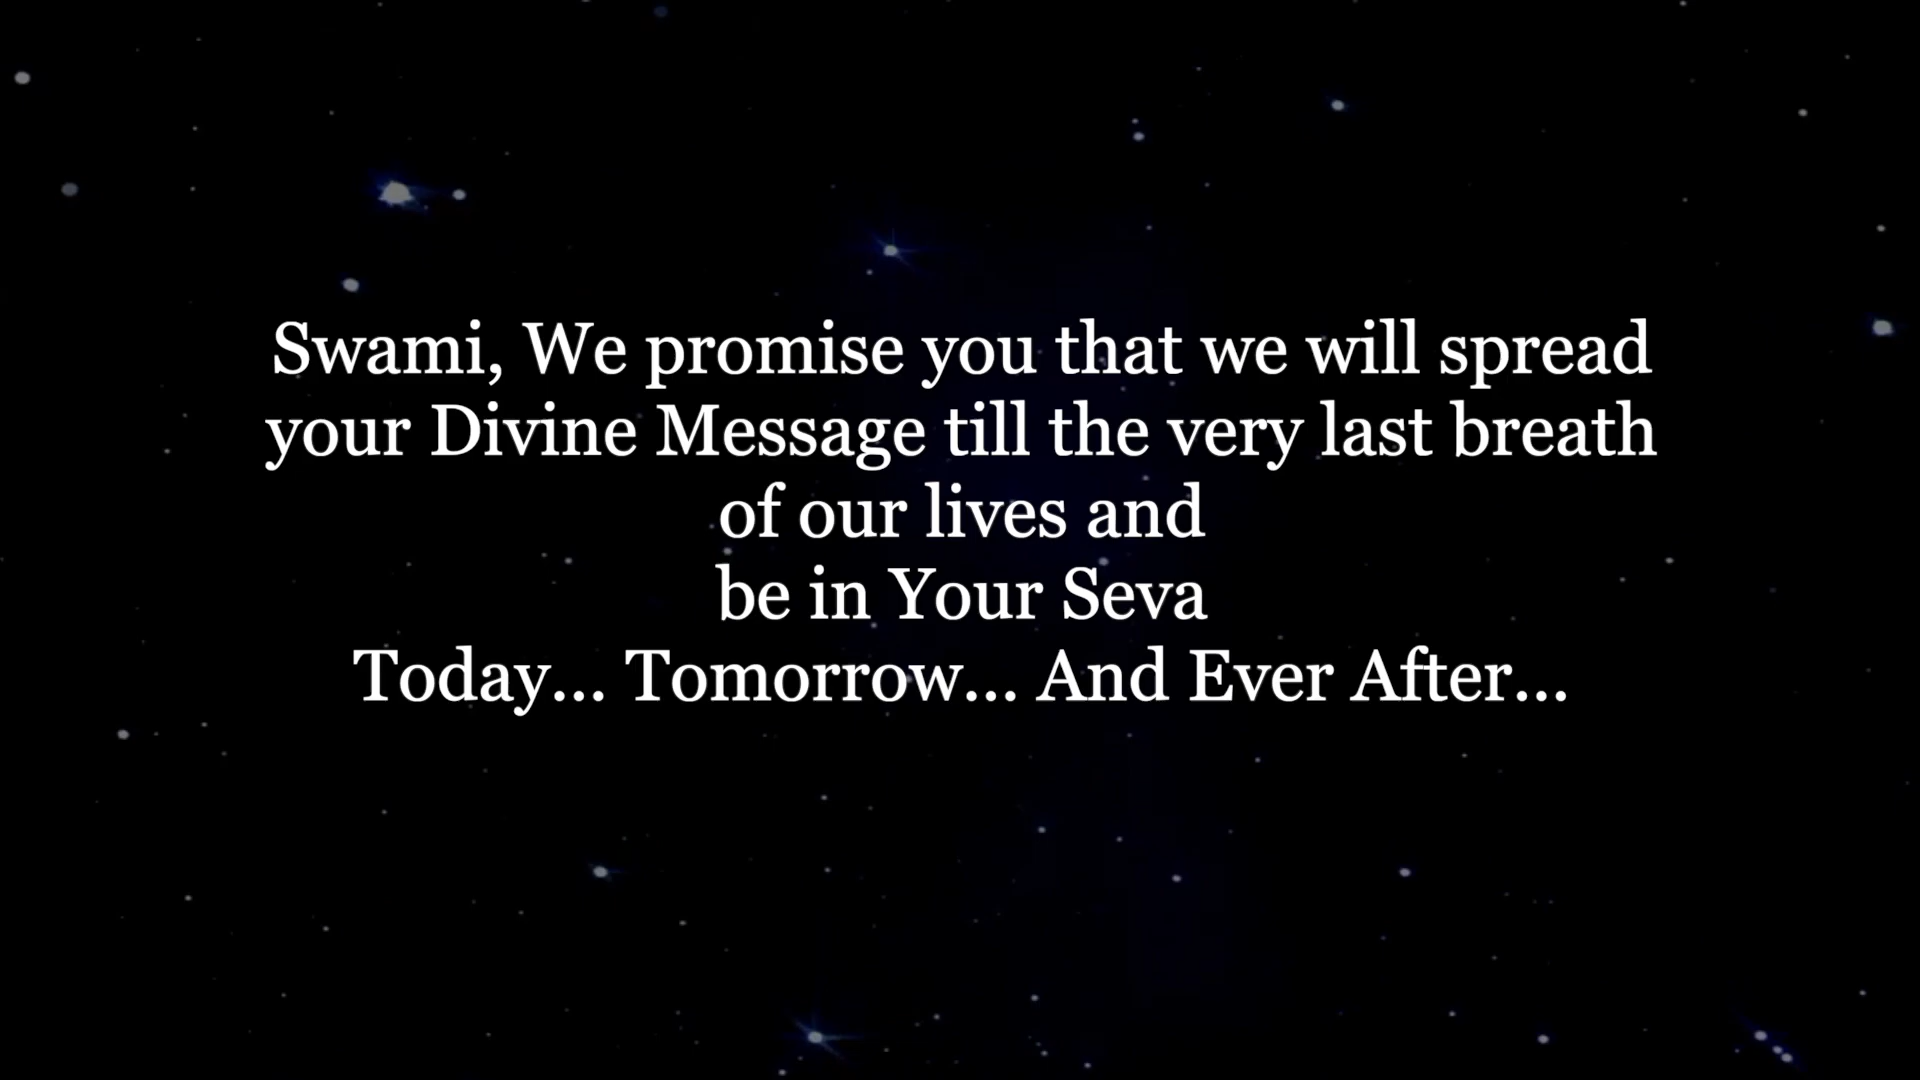 Swami, We promise you that we will spread
your Divine Message till the very last breath
of our lives and
be in Your Seva
Today... Tomorrow... And Ever After...